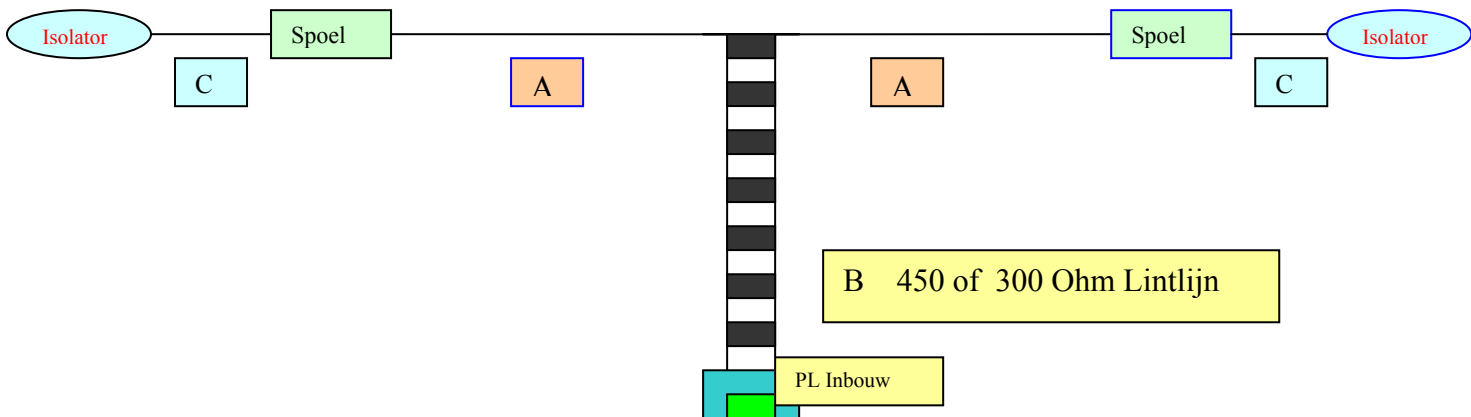 Isolator
Spoel
Spoel
Isolator
C
A
A
C
B 450 of 300 Ohm Lintlijn
PL Inbouw